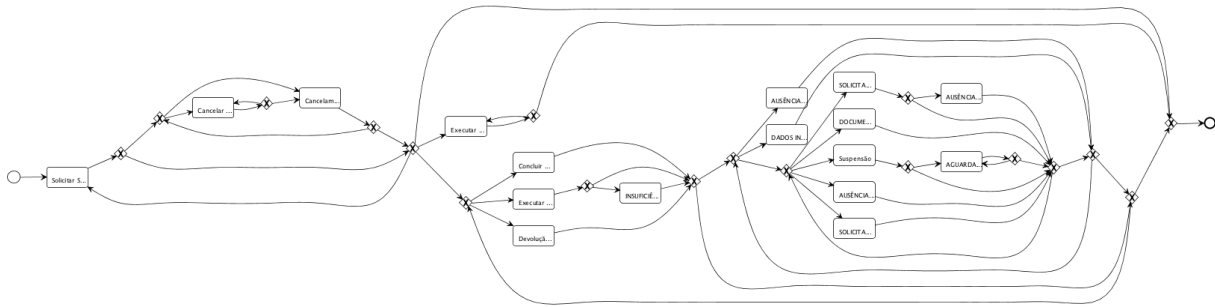 Solicitar S...
Cancelar ...
Cancelam...
Executar ...
Concluir ...
Executar ...
INSUFICIÊ...
Devoluçã...
AUSÊNCIA...
DADOS IN...
SOLICITA...
AUSÊNCIA...
DOCUME...
Suspensão
AGUARDA...
AUSÊNCIA...
SOLICITA...